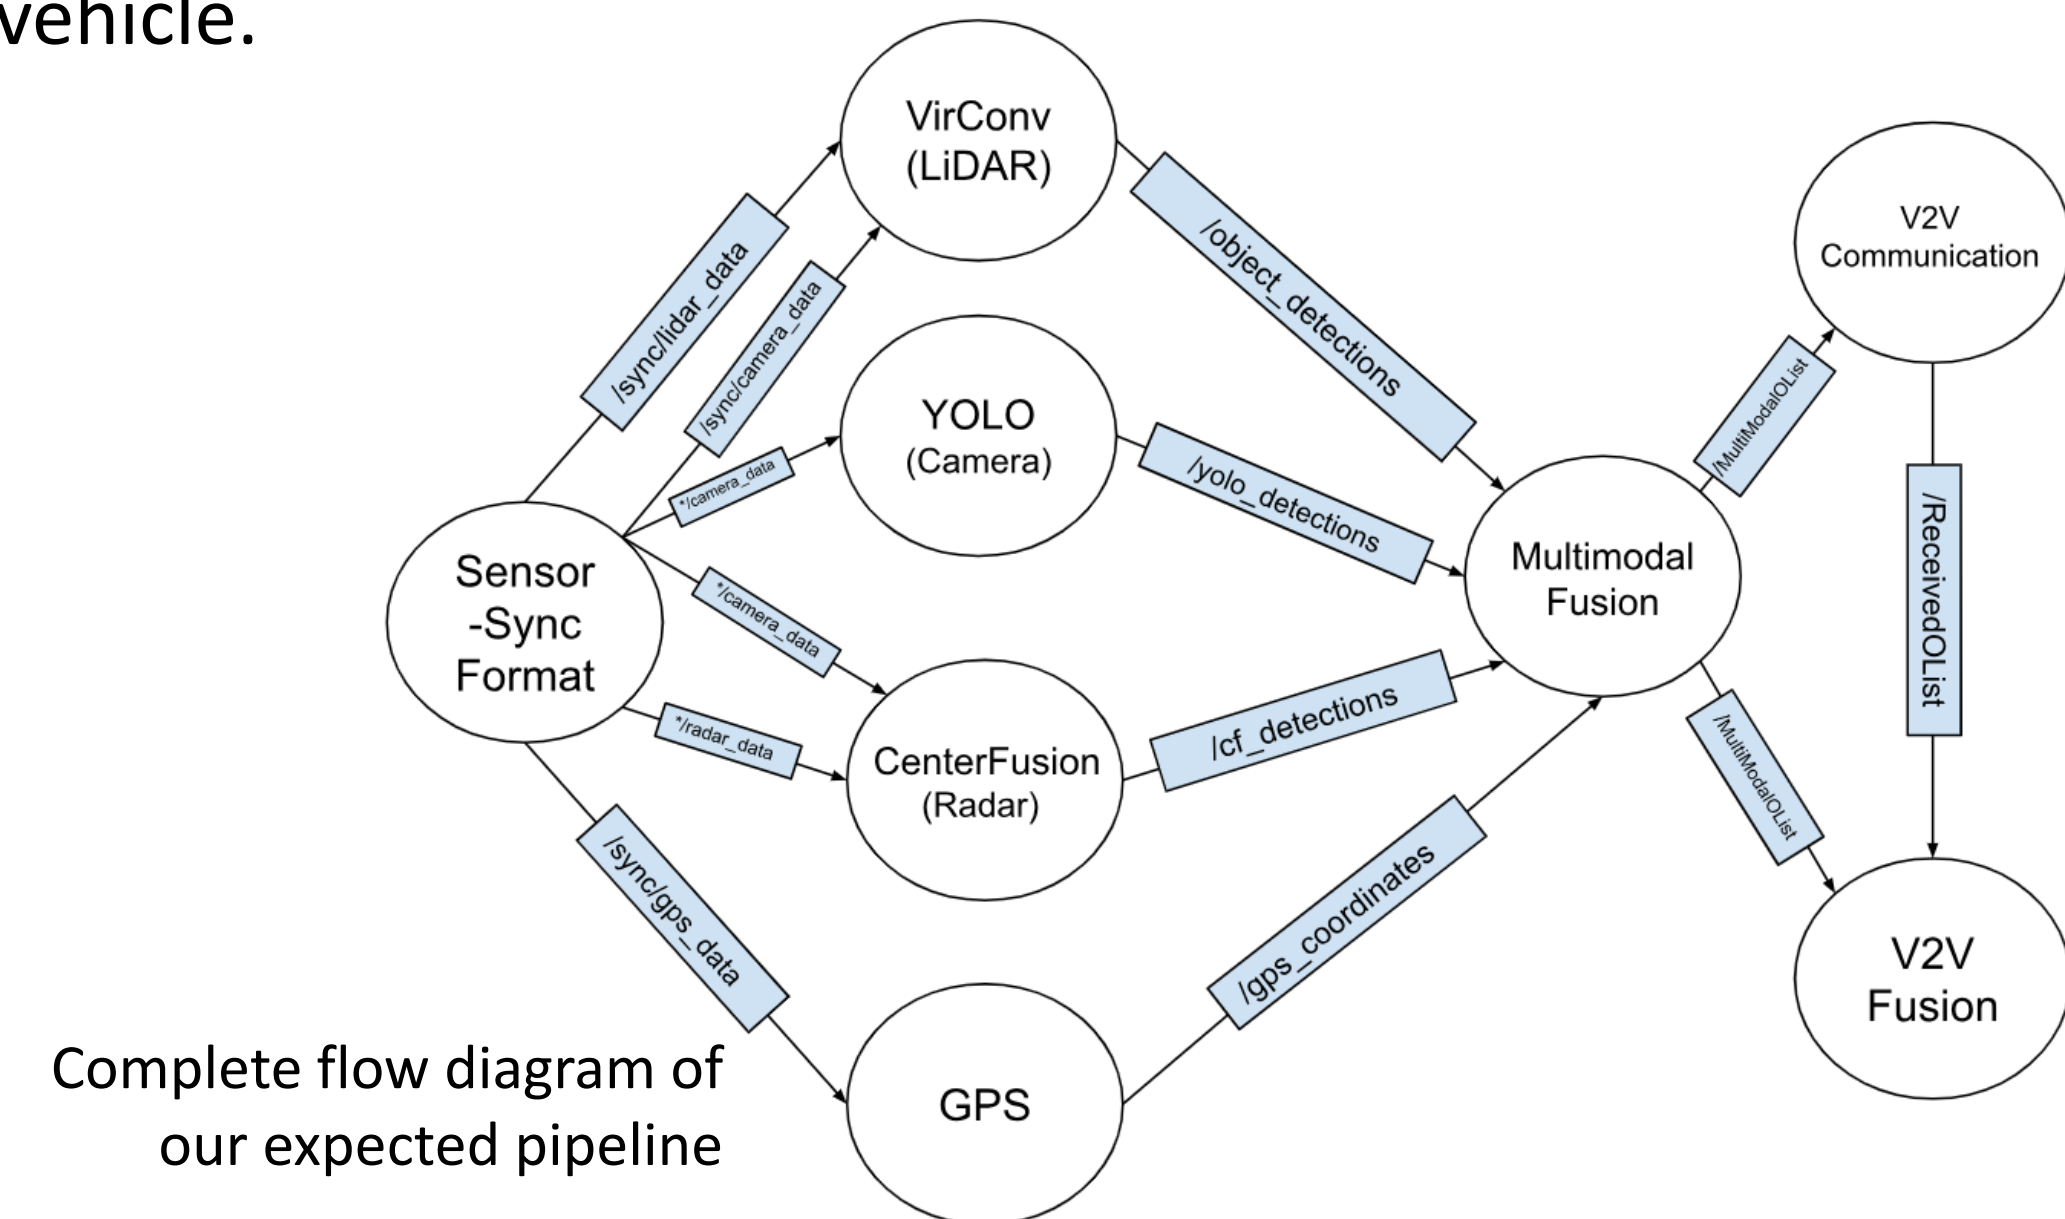 vehicle.
VirConv
(LiDAR)
V2V
Communication
/sync/lidar_data
/object_detections
/sync/camera_data
YOLO
(Camera)
/MultiModalOList
*/camera_data
/yolo_detections
Sensor
-Sync
Format
Multimodal
Fusion
/ReceivedOList
*/camera_data
*/radar_data
CenterFusion
(Radar)
/cf_detections
/MultiModalOList
/sync/gps_data
/gps_coordinates
V2V
Fusion
GPS
Complete flow diagram of
our expected pipeline